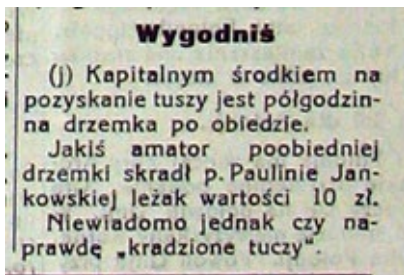 Wygodniś
(j) Kapitalnym środkiem na
pozyskanie tuszy jest półgodzin-
na drzemka po obiedzie.
Jakiś amator poobiedniej
drzemki skradł p. Paulinie Jan-
kowskiej leżak wartości 10 zł.
Niewiadomo jednak czy na-
prawdę „kradzione tuczy".